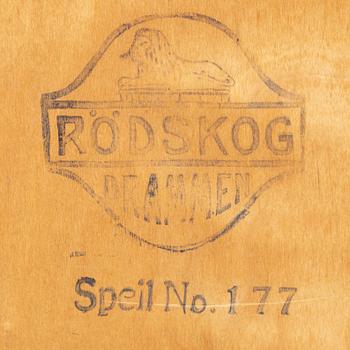 RÖDSKOG
DRAMMEN
Speil No. 177